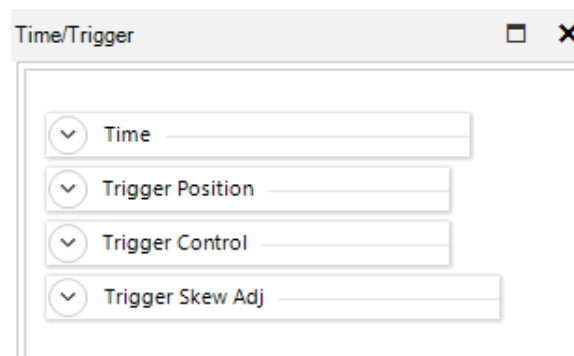 Time/Trigger
Time
Trigger Position
Trigger Control
Trigger Skew Adj